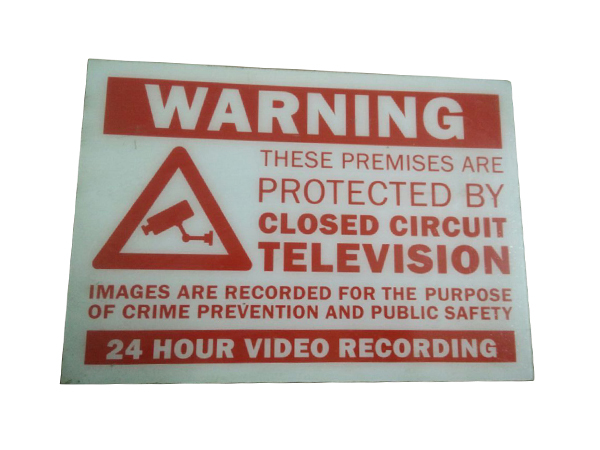 WARNING
THESE PREMISES ARE
PROTECTED BY
CLOSED CIRCUIT
TELEVISION
IMAGES ARE RECORDED FOR THE PURPOSE
OF CRIME PREVENTION AND PUBLIC SAFETY
24 HOUR VIDEO RECORDING